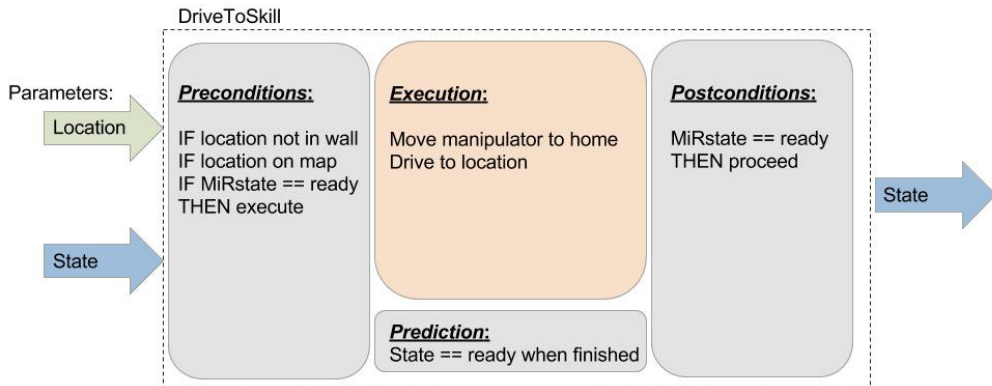 DriveToSkill
Parameters:
Location
State
Preconditions:
IF location not in wall
IF location on map
IF MiRstate == ready
THEN execute
Execution:
Move manipulator to home
Drive to location
Prediction:
State == ready when finished
Postconditions:
MiRstate == ready
THEN proceed
State